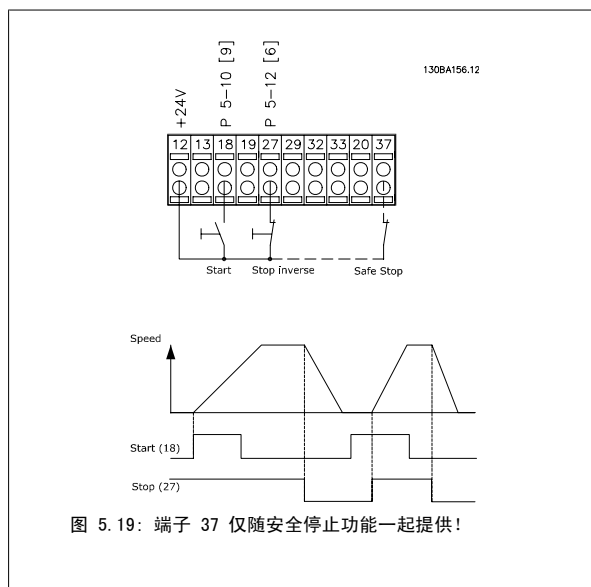 130BA156.12
+24V
P 5-10 [9]
P 5-12 [6]
12 13 18 19 27 29 32 33 20 37
Start Stop inverse Safe Stop
Speed
Start (18)
Stop (27)
图 5.19: 端子 37 仅随安全停止功能一起提供!